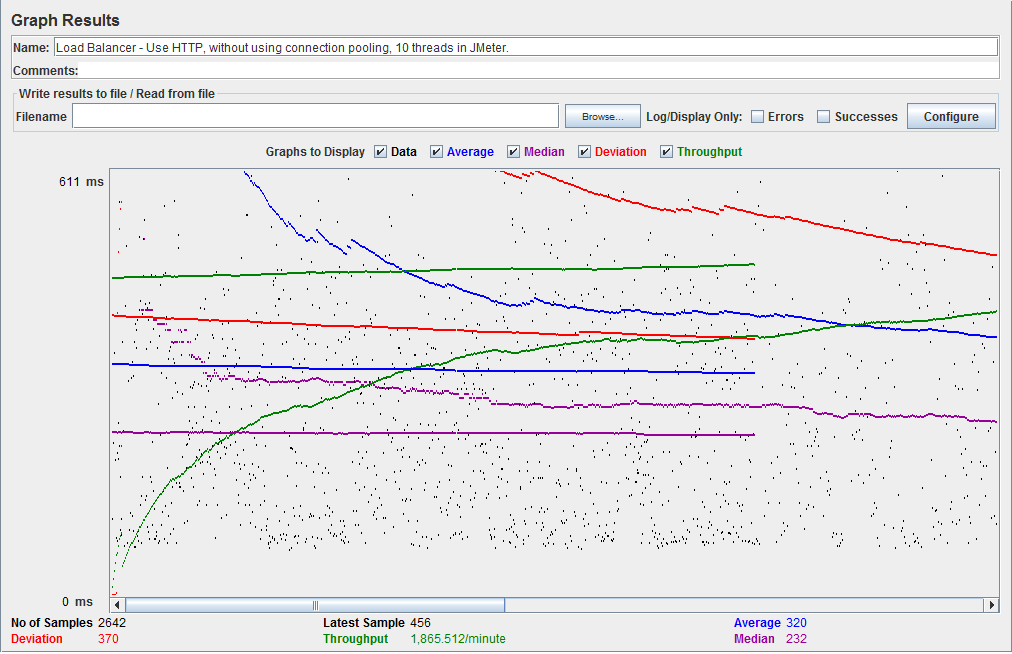 Graph Results
Name: Load Balancer - Use HTTP, without using connection pooling, 10 threads in JMeter.
Comments:
Write results to file / Read from file
Filename Browse... Log/Display Only: Errors Successes Configure
Graphs to Display Data Average Median Deviation Throughput
611 ms
0 ms
No of Samples 2642 Latest Sample 456 Average 320
Deviation 370 Throughput 1,865.512/minute Median 232